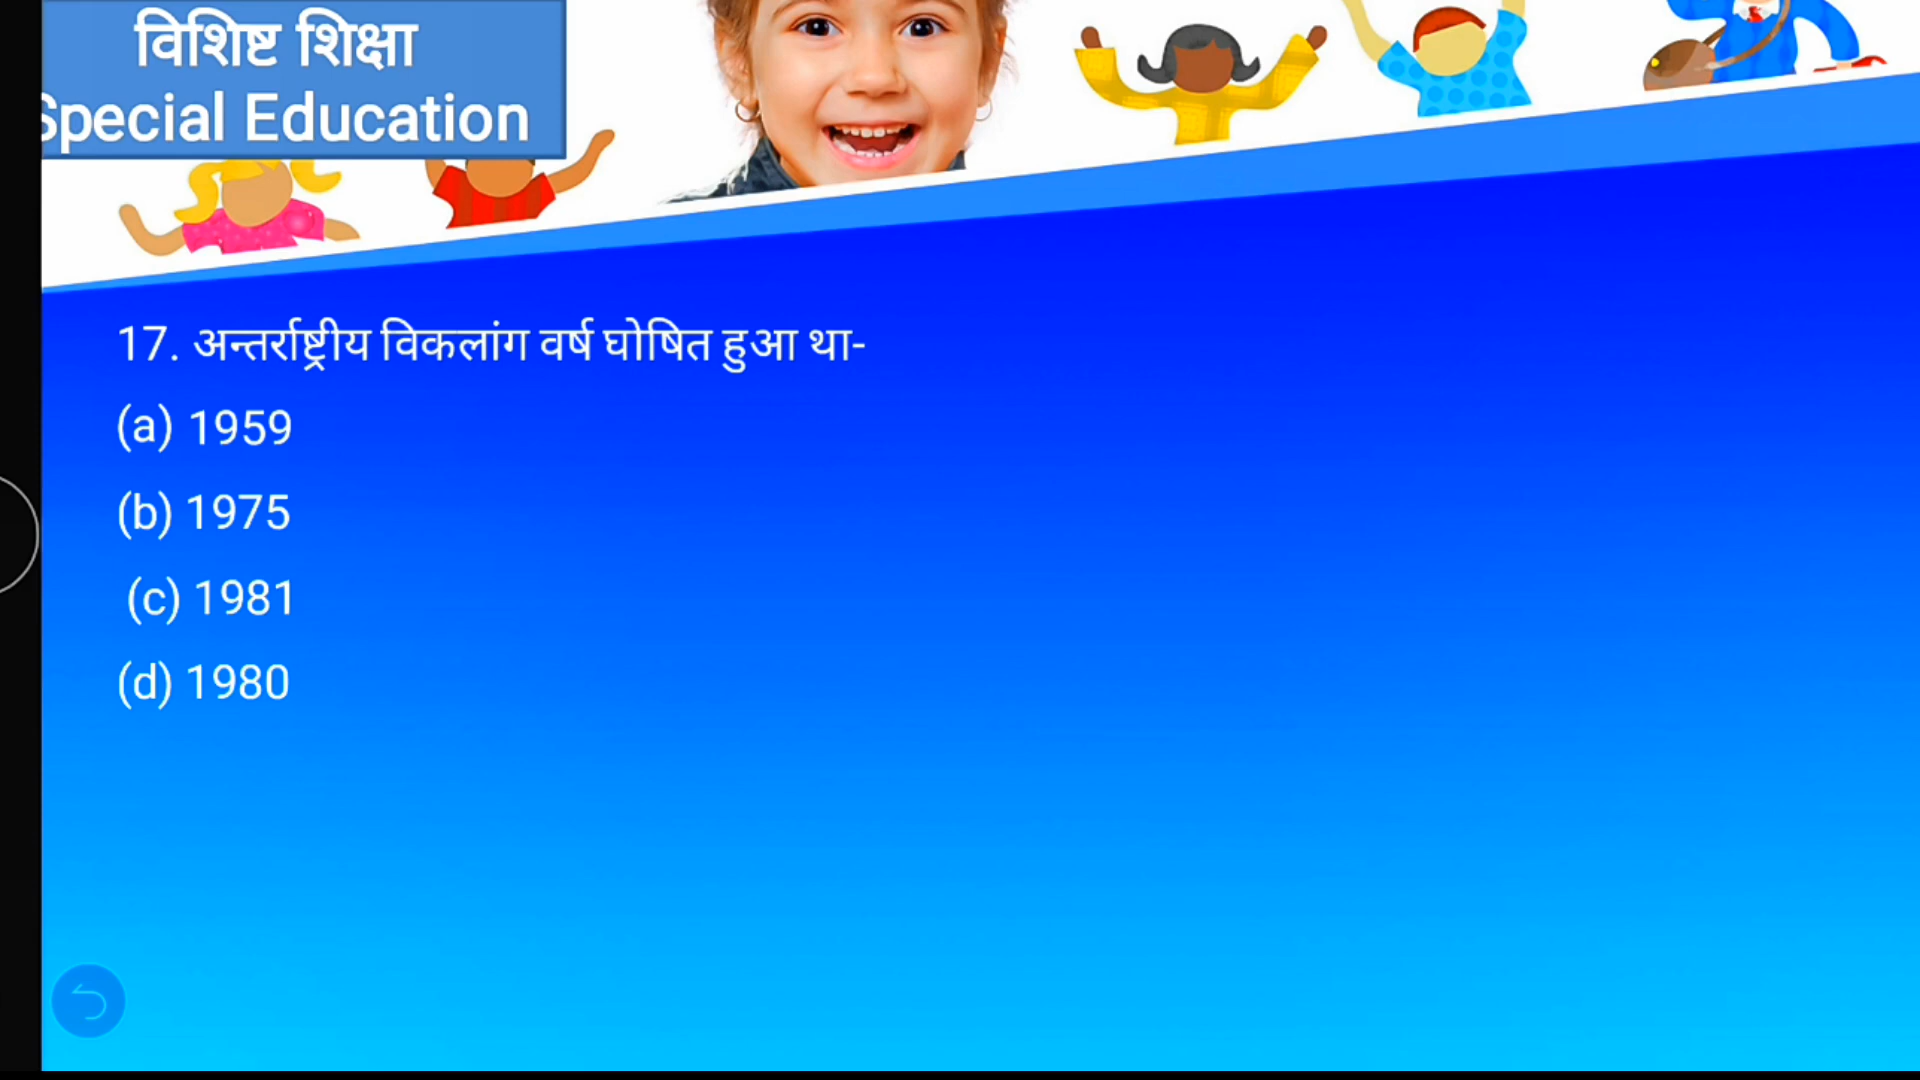 विशिष्ट शिक्षा
Special Education
17. अन्तर्राष्ट्रीय विकलांग वर्ष घोषित हुआ था-
(a) 1959
(b) 1975
(c) 1981
(d) 1980